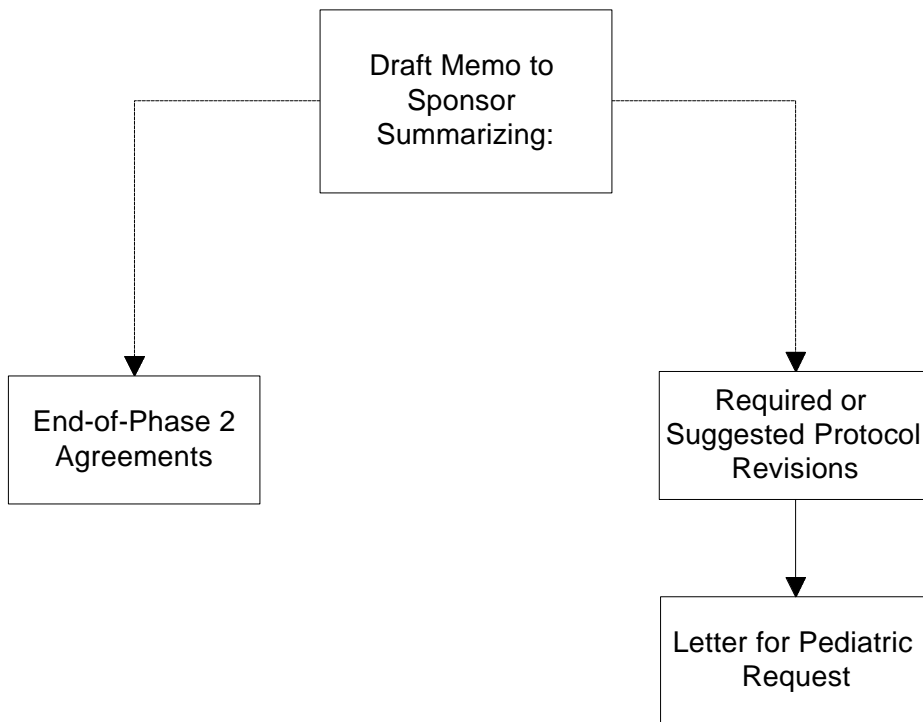 Draft Memo to
Sponsor
Summarizing:
End-of-Phase 2
Agreements
Required or
Suggested Protocol
Revisions
Letter for Pediatric
Request